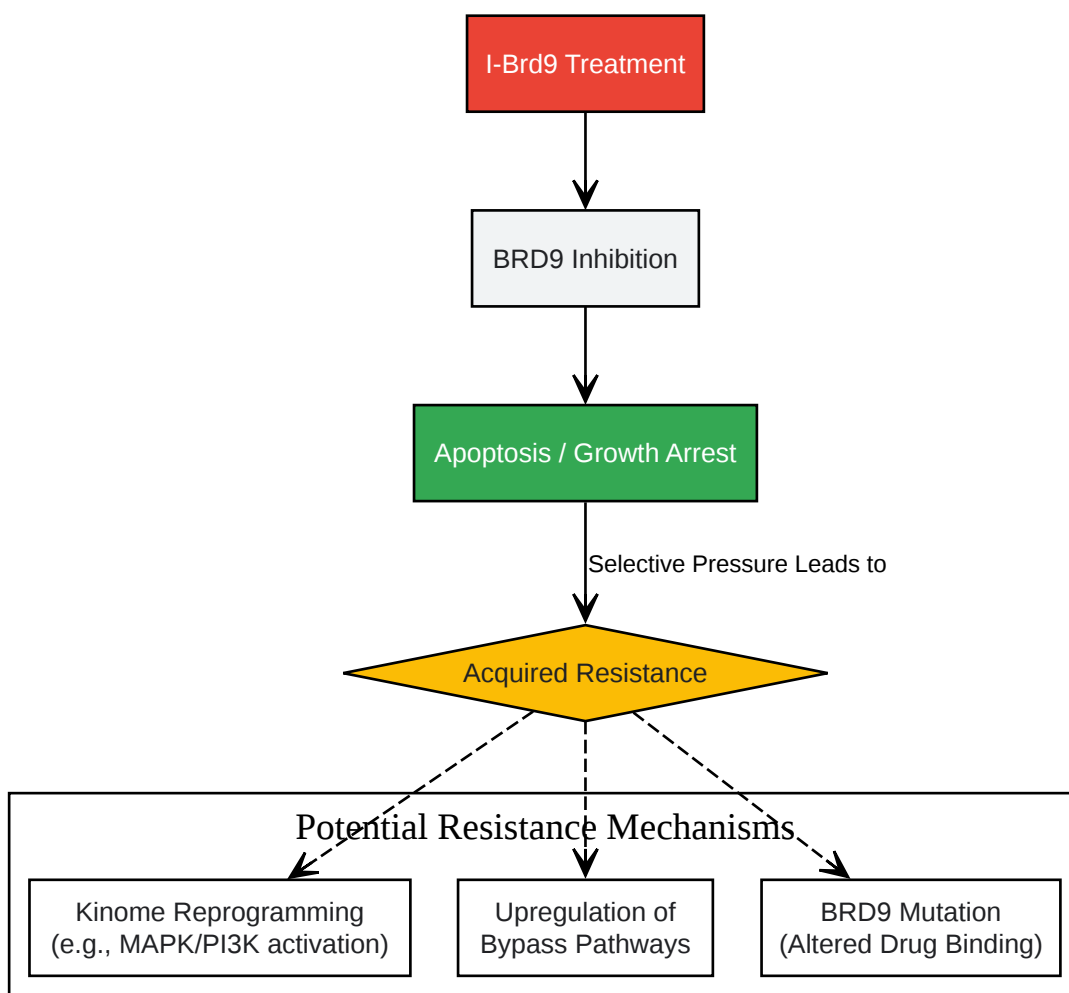 I-Brd9 Treatment
BRD9 Inhibition
Apoptosis / Growth Arrest
Selective Pressure Leads to
Acquired Resistance
Potential Resistance Mechanisms
Kinome Reprogramming
(e.g., MAPK/PI3K activation)
Upregulation of
Bypass Pathways
BRD9 Mutation
(Altered Drug Binding)